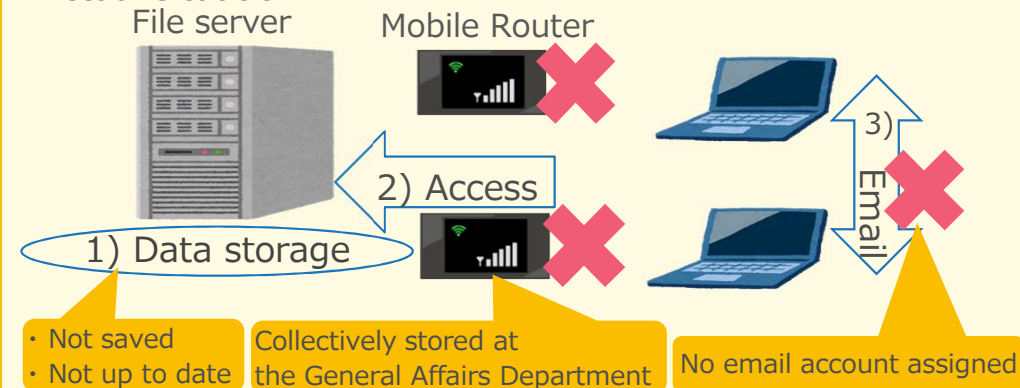 File server
Mobile Router
3)
Email
2) Access
1) Data storage
・Not saved
・Not up to date
Collectively stored at
the General Affairs Department
No email account assigned